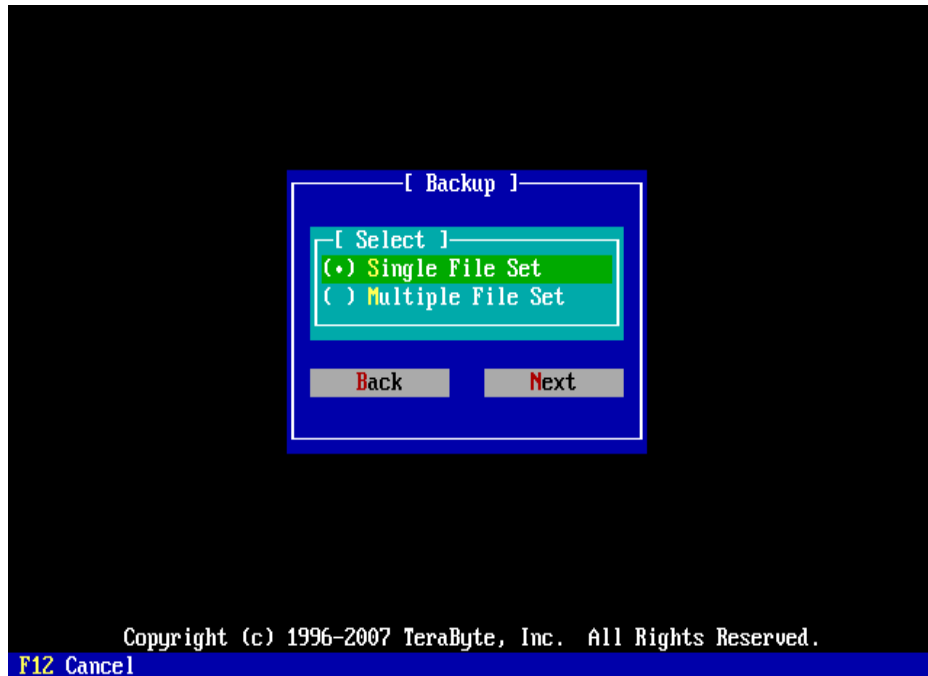 [ Backup ]
[ Select ]
(•) Single File Set
( ) Multiple File Set
Back Next
Copyright (c) 1996-2007 TeraByte, Inc. All Rights Reserved.
F12 Cancel